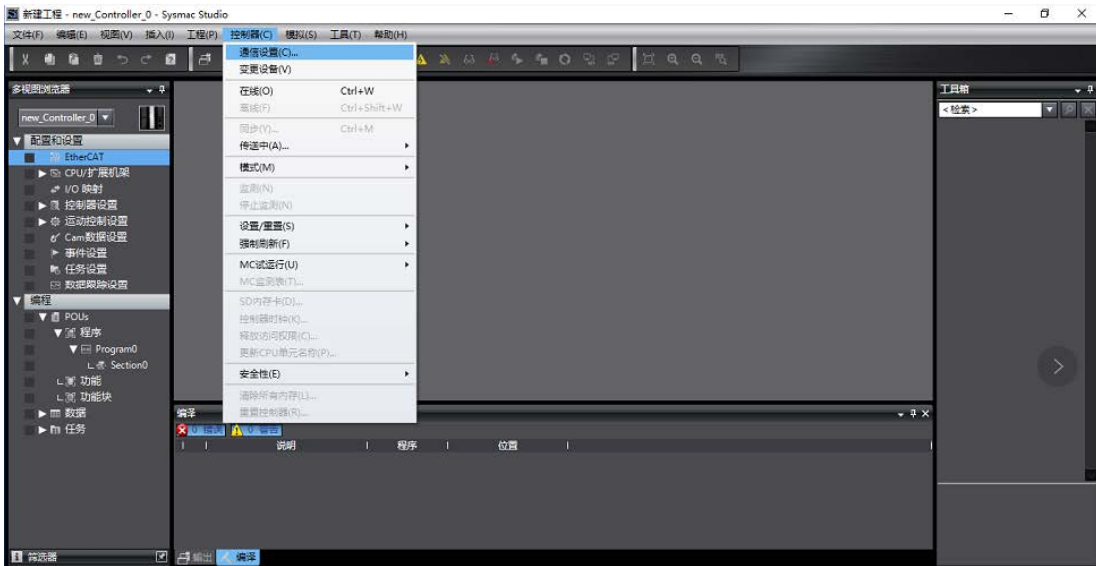 新建工程 - new_Controller_0 - Sysmac Studio
文件(F) 编辑(E) 视图(V) 插入(I) 工程(P) 控制器(C) 模拟(S) 工具(T) 帮助(H)
通信设置(C)...
变更设备(V)
在线(O) Ctrl+W
离线(F) Ctrl+Shift+W
同步(Y)... Ctrl+M
传送中(A)...
模式(M)
监测(N)
停止监测(N)
设置/重置(S)
强制刷新(F)
MC试运行(U)
MC监测表(T)...
SD内存卡(D)...
控制器时钟(K)...
释放访问权限(C)...
更新CPU单元名称(P)...
安全性(E)
清除所有内存(L)...
重置控制器(R)...
多视图浏览器
new_Controller_0
配置和设置
EtherCAT
CPU/扩展机架
I/O 映射
控制器设置
运动控制设置
Cam数据设置
事件设置
任务设置
数据跟踪设置
编程
POUs
程序
Program0
Section0
功能
功能块
数据
任务
筛选器
编译
0 错误 0 警告
说明 程序 位置
输出 编译
工具箱
<检索>